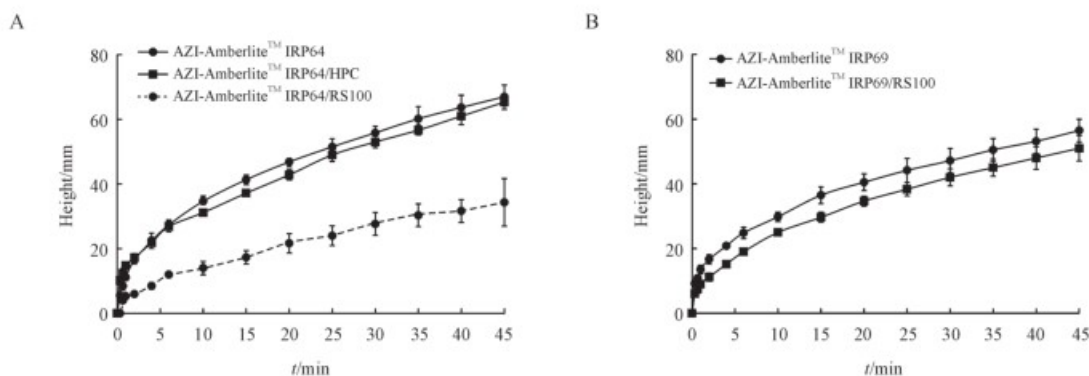 A
AZI-Amberlite™ IRP64
AZI-Amberlite™ IRP64/HPC
AZI-Amberlite™ IRP64/RS100
Height/mm
80
60
40
20
0
0 5 10 15 20 25 30 35 40 45
t/min
B
AZI-Amberlite™ IRP69
AZI-Amberlite™ IRP69/RS100
Height/mm
80
60
40
20
0
0 5 10 15 20 25 30 35 40 45
t/min